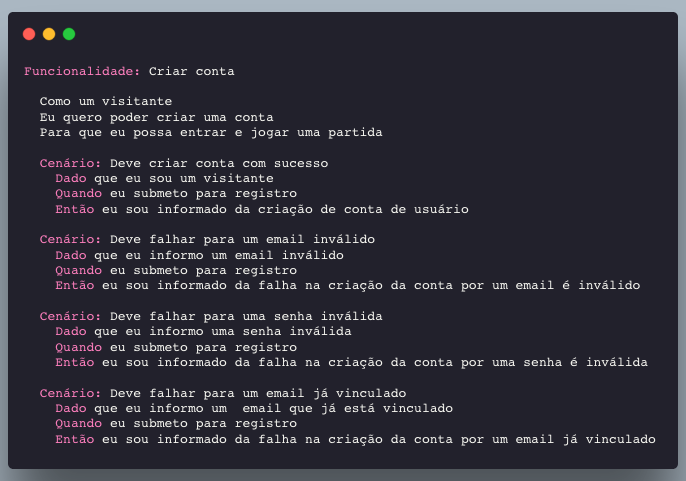 Funcionalidade: Criar conta
Como um visitante
Eu quero poder criar uma conta
Para que eu possa entrar e jogar uma partida
Cenário: Deve criar conta com sucesso
Dado que eu sou um visitante
Quando eu submeto para registro
Então eu sou informado da criação de conta de usuário
Cenário: Deve falhar para um email inválido
Dado que eu informo um email inválido
Quando eu submeto para registro
Então eu sou informado da falha na criação da conta por um email é inválido
Cenário: Deve falhar para uma senha inválida
Dado que eu informo uma senha inválida
Quando eu submeto para registro
Então eu sou informado da falha na criação da conta por uma senha é inválida
Cenário: Deve falhar para um email já vinculado
Dado que eu informo um  email que já está vinculado
Quando eu submeto para registro
Então eu sou informado da falha na criação da conta por um email já vinculado